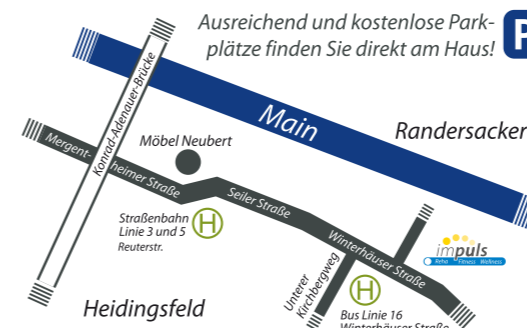 Ausreichend und kostenlose Park-
plätze finden Sie direkt am Haus!
P
Main
Randersacker
Konrad-Adenauer-Brücke
Möbel Neubert
Mergent-
heimer Straße
Seiler Straße
Straßenbahn
Linie 3 und 5
Reuterstr.
H
Winterhäuser Straße
impuls
Reha Fitness Wellness
Unterer
Kirchbergweg
H
Heidingsfeld
Bus Linie 16
Winterhäuser Straße